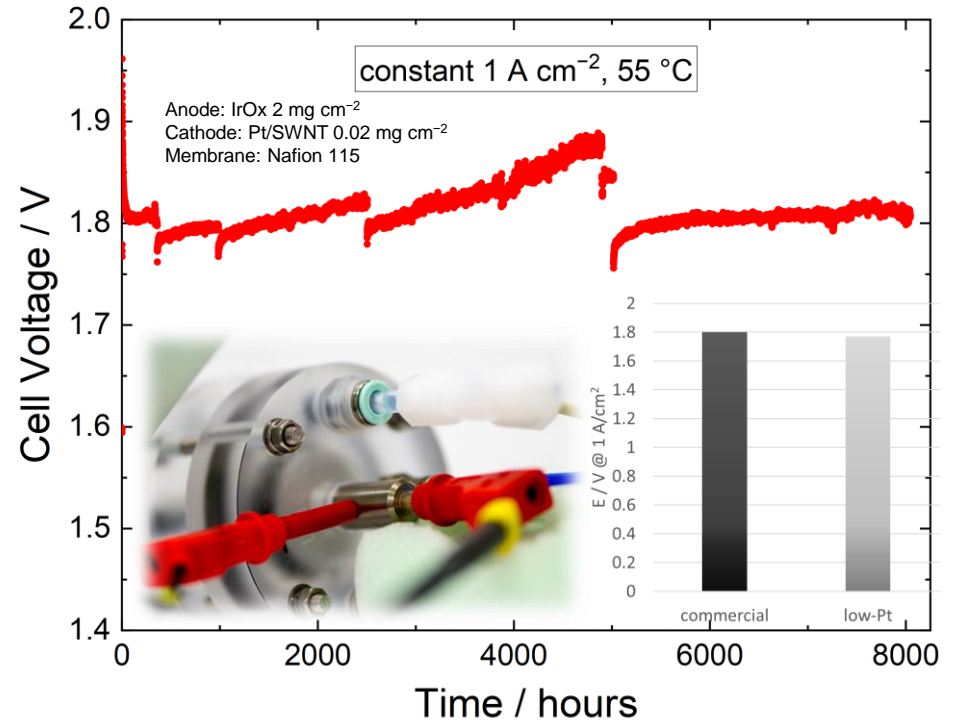 2.0
1.9
1.8
1.7
1.6
1.5
1.4
Cell Voltage / V
constant 1 A cm⁻², 55 °C
Anode: IrOx 2 mg cm⁻²
Cathode: Pt/SWNT 0.02 mg cm⁻²
Membrane: Nafion 115
2
1.8
1.6
1.4
1.2
1
0.8
0.6
0.4
0.2
0
E / V @ 1 A/cm²
commercial low-Pt
0 2000 4000 6000 8000
Time / hours